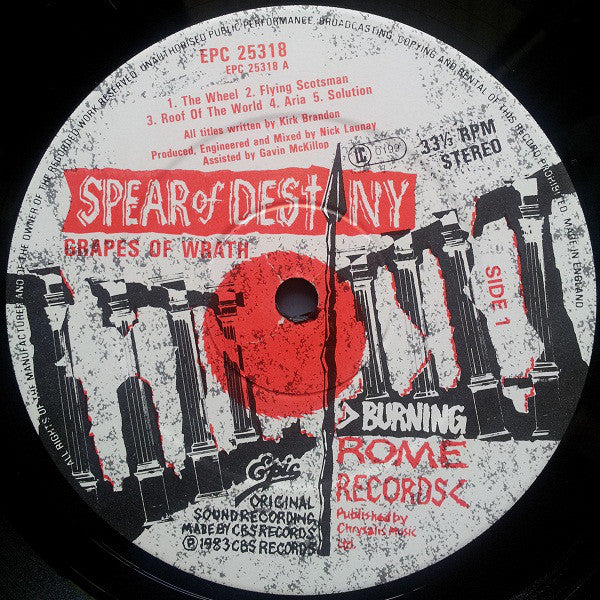 ALL RIGHTS OF THE MANUFACTURER AND OF THE OWNER OF THE RECORDED WORK RESERVED. UNAUTHORISED PUBLIC PERFORMANCE, BROADCASTING, COPYING AND RENTAL OF THIS RECORD PROHIBITED. MADE IN ENGLAND
EPC 25318
EPC 25318 A
1. The Wheel 2. Flying Scotsman
3. Roof Of The World 4. Aria 5. Solution
All titles written by Kirk Brandon
Produced, Engineered and Mixed by Nick Launay
Assisted by Gavin McKillop
LC 0199
33⅓ RPM
STEREO
SPEAR of DESTINY
GRAPES OF WRATH
SIDE 1
> BURNING
ROME
RECORDS <
Published by
Chrysalis Music
Ltd.
Epic
ORIGINAL
SOUND RECORDING
MADE BY CBS RECORDS
℗ 1983 CBS RECORDS